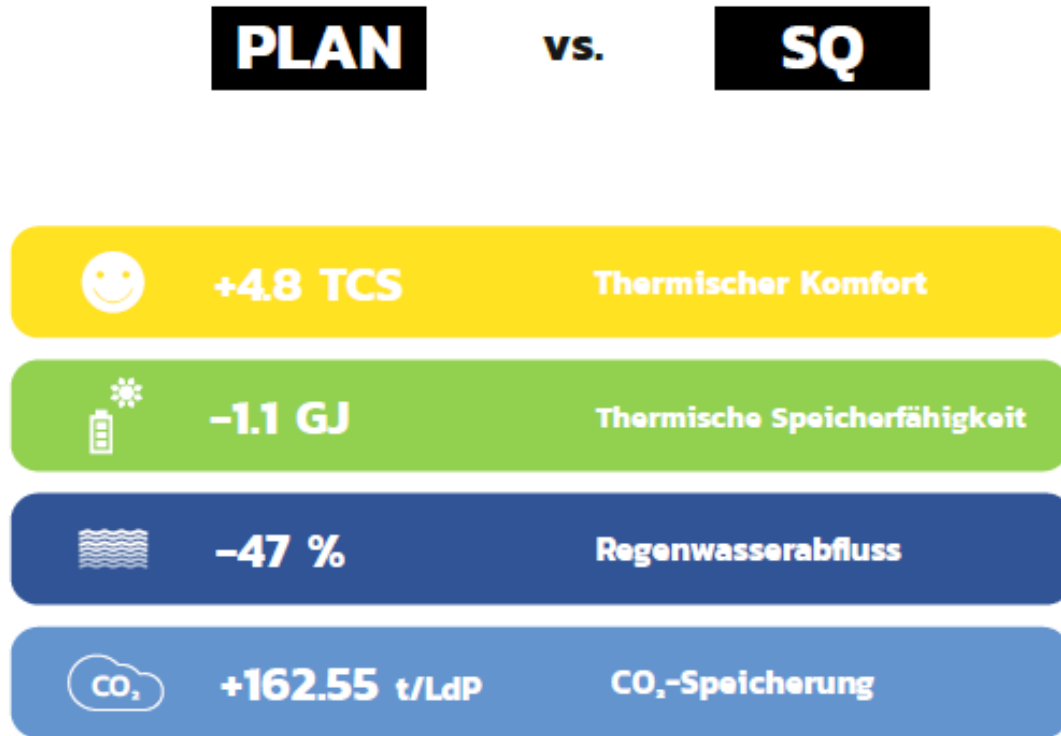 PLAN vs. SQ
+4.8 TCS Thermischer Komfort
-1.1 GJ Thermische Speicherfähigkeit
-47 % Regenwasserabfluss
CO₂ +162.55 t/LdP CO₂-Speicherung